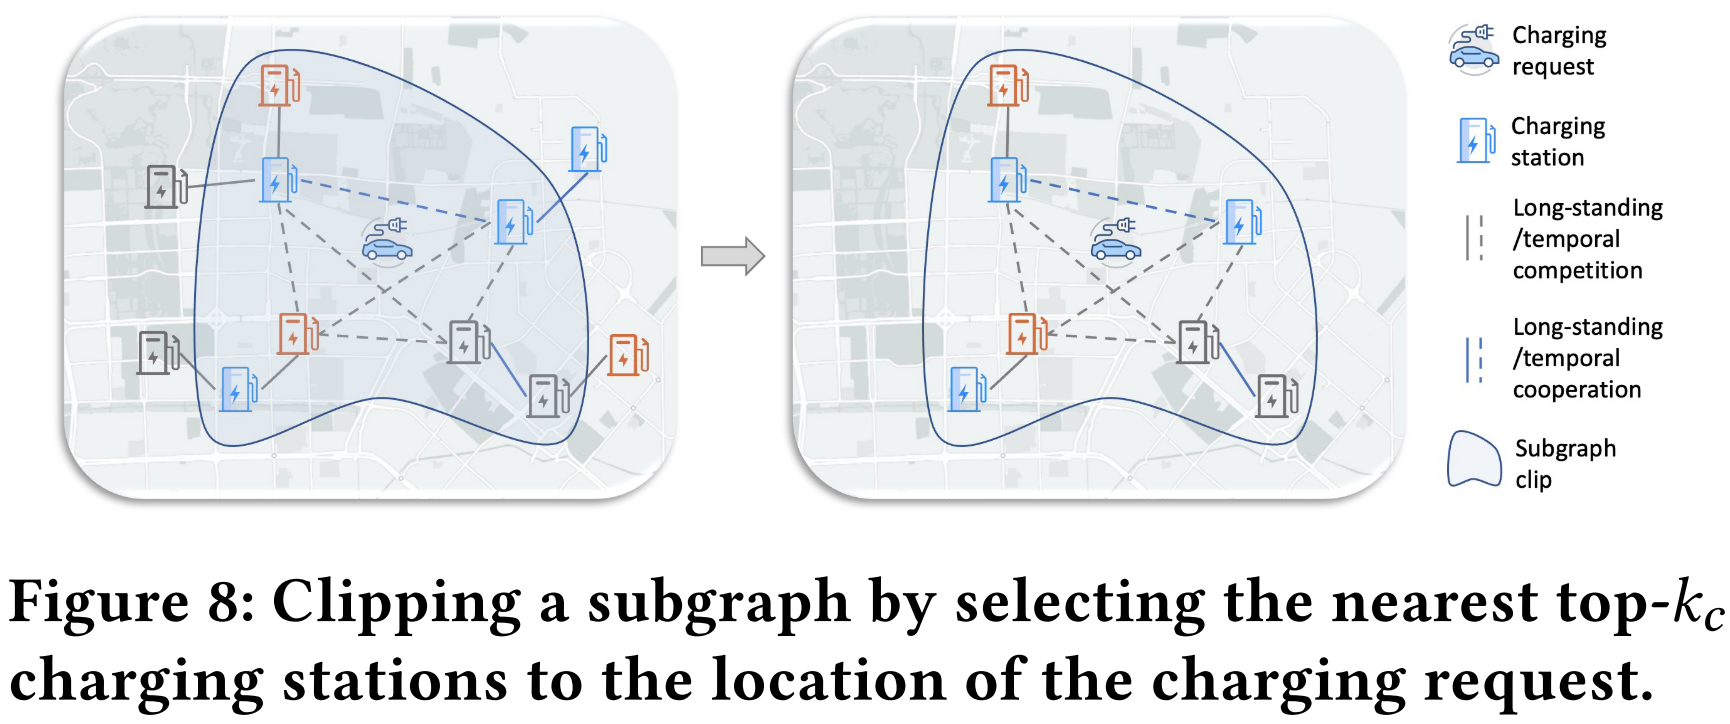 Charging
request
Charging
station
Long-standing
/temporal
competition
Long-standing
/temporal
cooperation
Subgraph
clip
Figure 8: Clipping a subgraph by selecting the nearest top-k_c
charging stations to the location of the charging request.